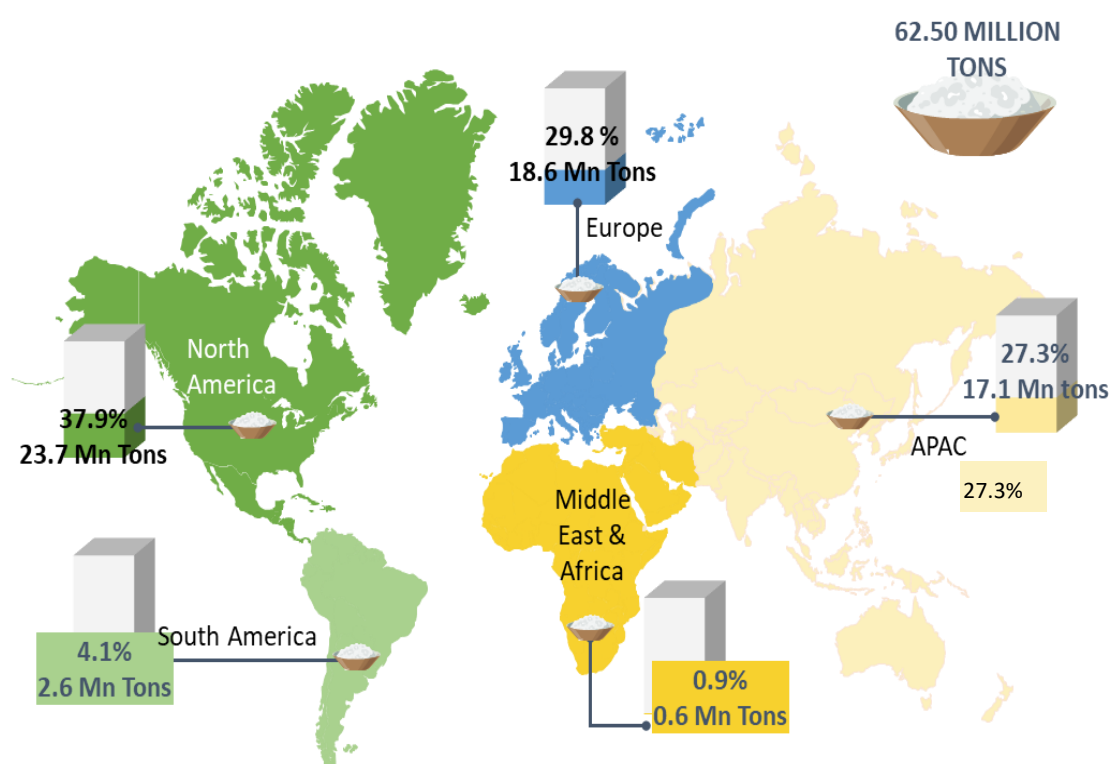 62.50 MILLION
TONS
29.8 %
18.6 Mn Tons
Europe
North
America
37.9%
23.7 Mn Tons
27.3%
17.1 Mn tons
APAC
27.3%
Middle
East &
Africa
South America
4.1%
2.6 Mn Tons
0.9%
0.6 Mn Tons